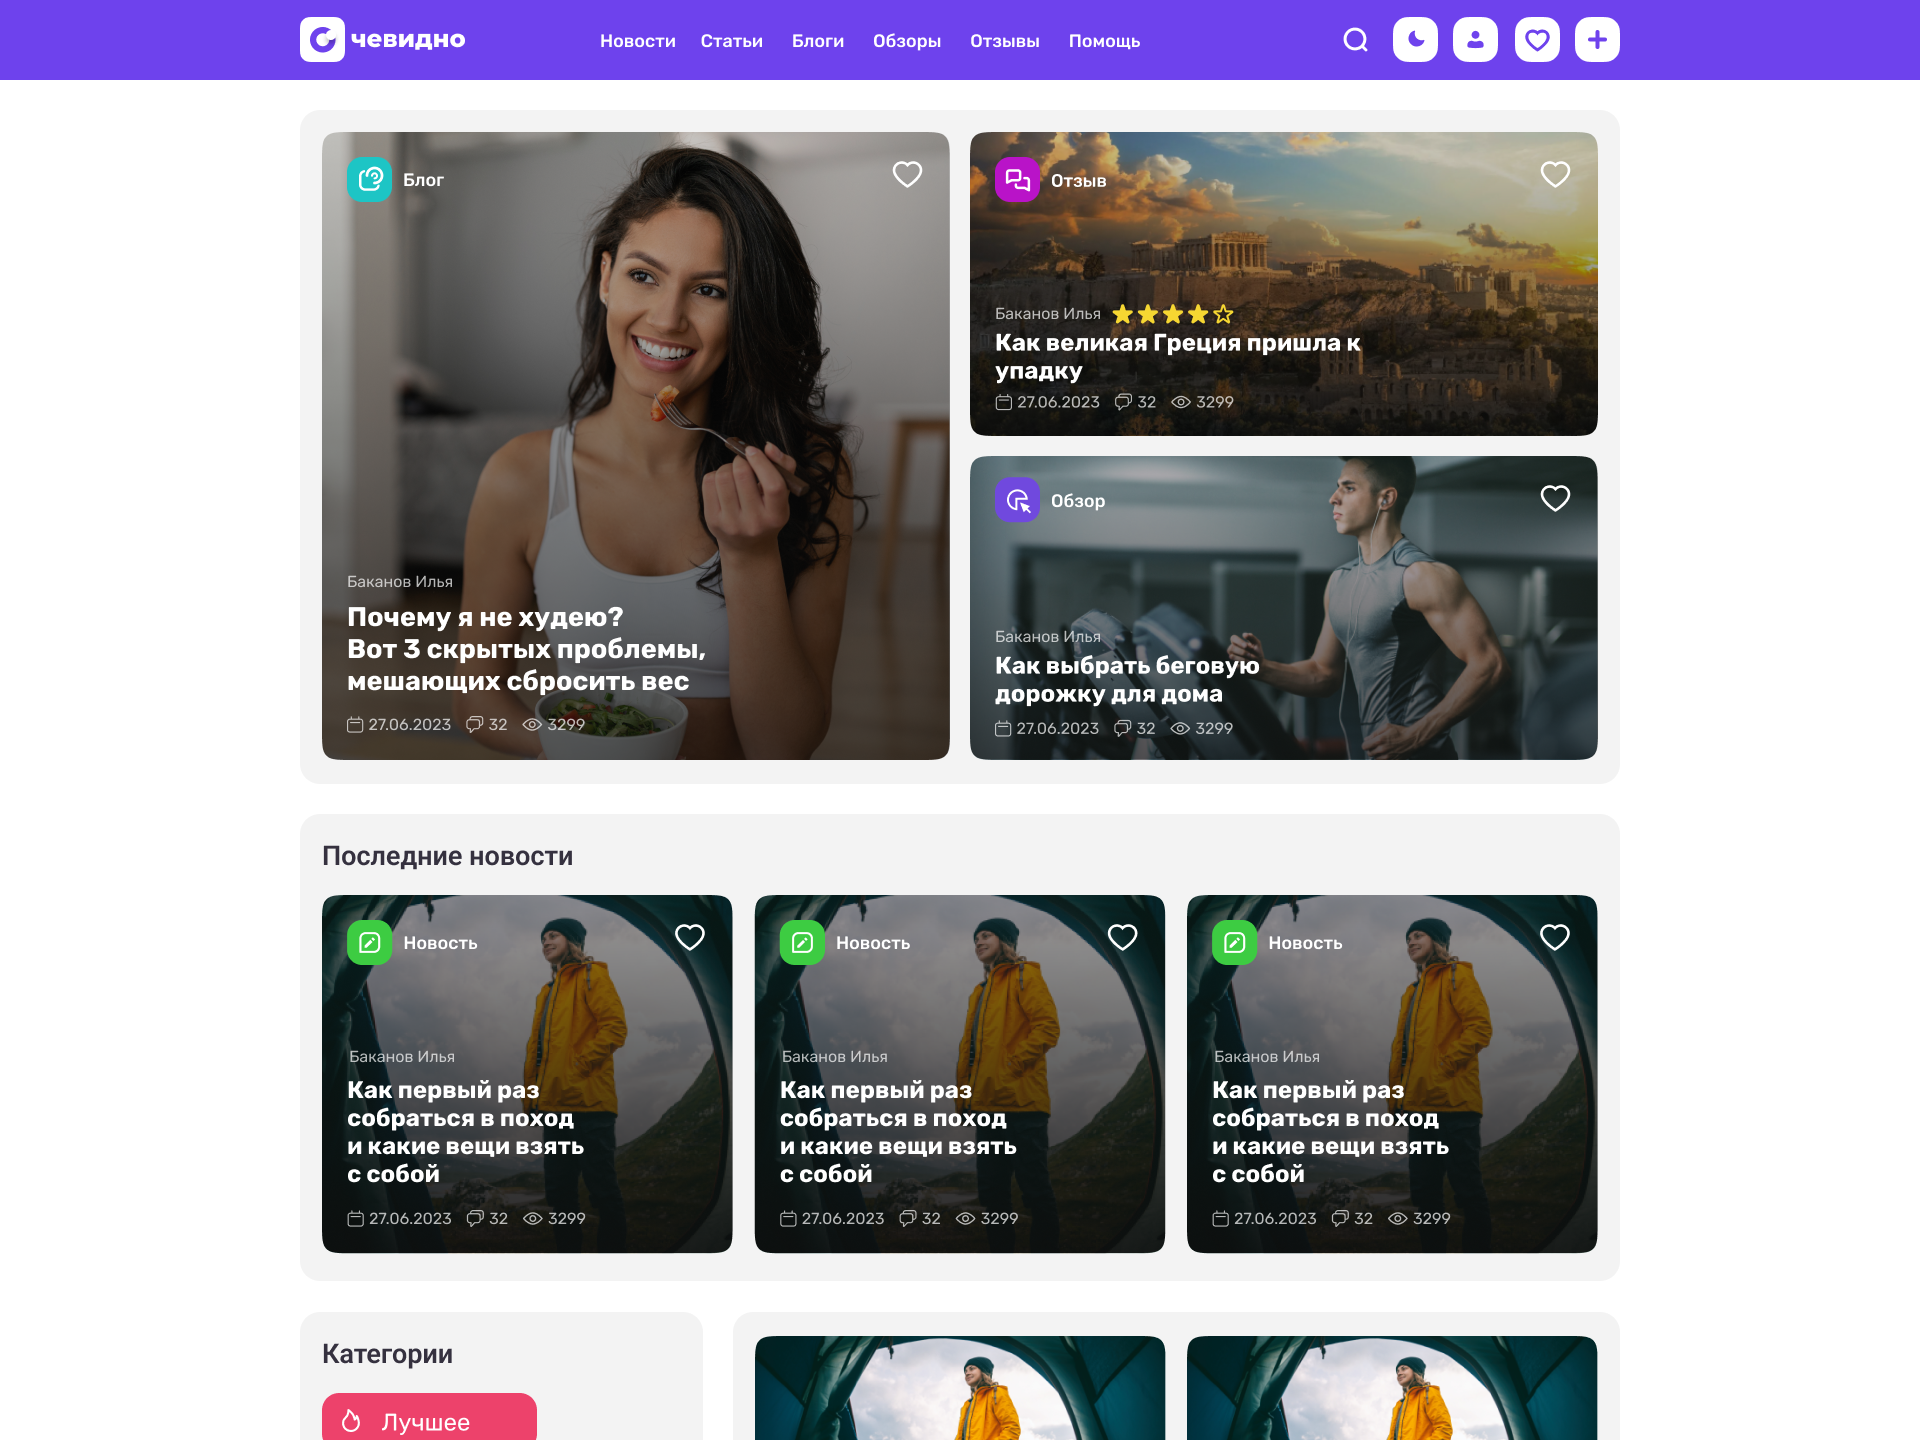 чевидно
Новости Статьи Блоги Обзоры Отзывы Помощь
Блог
Баканов Илья
Почему я не худею?
Вот 3 скрытых проблемы,
мешающих сбросить вес
27.06.2023 32 3299
Отзыв
Баканов Илья
Как великая Греция пришла к
упадку
27.06.2023 32 3299
Обзор
Баканов Илья
Как выбрать беговую
дорожку для дома
27.06.2023 32 3299
Последние новости
Новость
Баканов Илья
Как первый раз
собраться в поход
и какие вещи взять
с собой
27.06.2023 32 3299
Новость
Баканов Илья
Как первый раз
собраться в поход
и какие вещи взять
с собой
27.06.2023 32 3299
Новость
Баканов Илья
Как первый раз
собраться в поход
и какие вещи взять
с собой
27.06.2023 32 3299
Категории
Лучшее